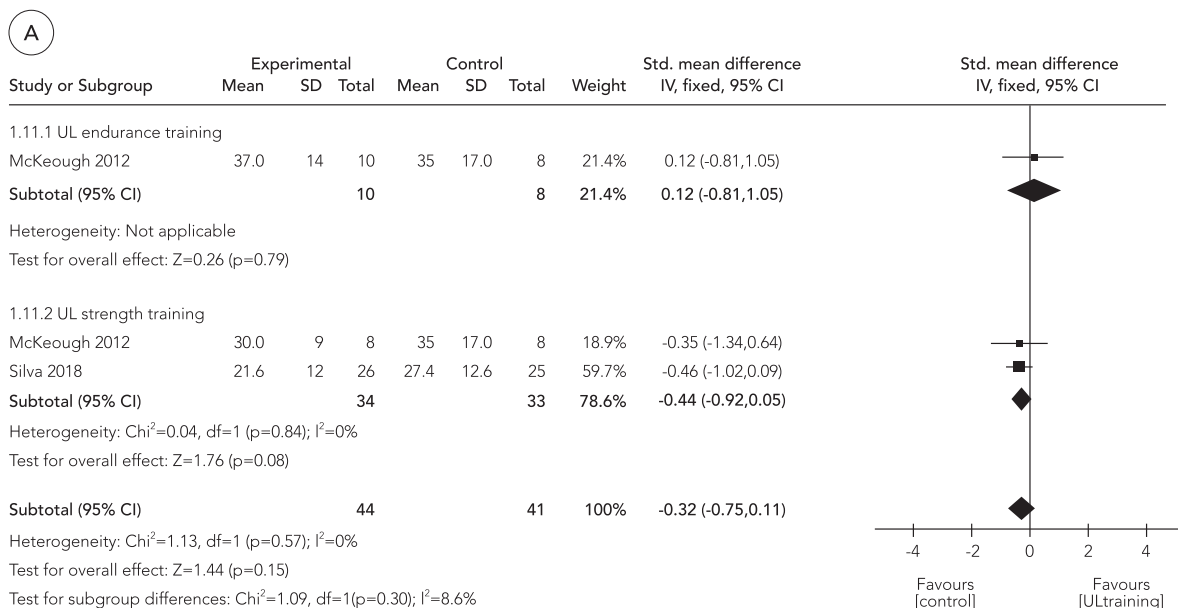 A
Experimental Control Std. mean difference Std. mean difference
Study or Subgroup Mean SD Total Mean SD Total Weight IV, fixed, 95% CI IV, fixed, 95% CI
1.11.1 UL endurance training
McKeough 2012 37.0 14 10 35 17.0 8 21.4% 0.12 (-0.81,1.05)
Subtotal (95% CI) 10 8 21.4% 0.12 (-0.81,1.05)
Heterogeneity: Not applicable
Test for overall effect: Z=0.26 (p=0.79)
1.11.2 UL strength training
McKeough 2012 30.0 9 8 35 17.0 8 18.9% -0.35 (-1.34,0.64)
Silva 2018 21.6 12 26 27.4 12.6 25 59.7% -0.46 (-1.02,0.09)
Subtotal (95% CI) 34 33 78.6% -0.44 (-0.92,0.05)
Heterogeneity: Chi²=0.04, df=1 (p=0.84); I²=0%
Test for overall effect: Z=1.76 (p=0.08)
Subtotal (95% CI) 44 41 100% -0.32 (-0.75,0.11)
Heterogeneity: Chi²=1.13, df=1 (p=0.57); I²=0%
Test for overall effect: Z=1.44 (p=0.15)
Test for subgroup differences: Chi²=1.09, df=1(p=0.30); I²=8.6%
-4 -2 0 2 4
Favours Favours
[control] [ULtraining]